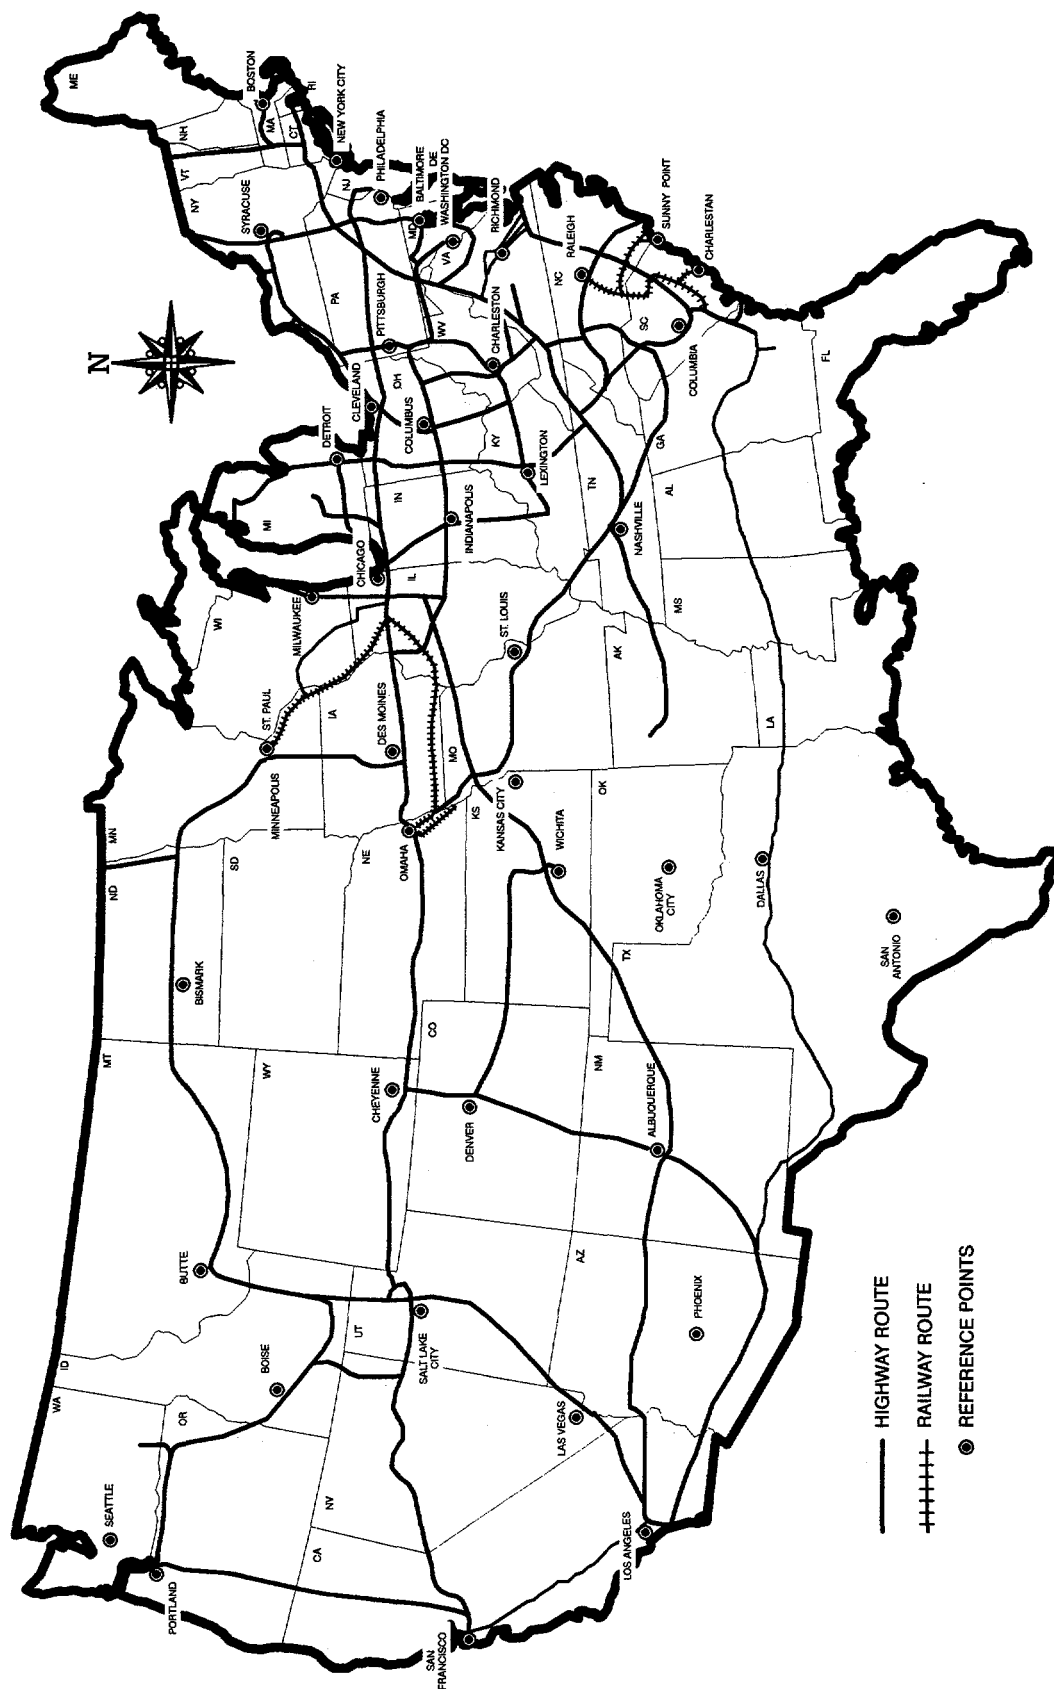 N
WA
SEATTLE
PORTLAND
OR
ID
BOISE
BUTTE
MT
ND
BISMARK
SD
MN
MINNEAPOUS
ST. PAUL
WI
MILWAUKEE
MI
DETROIT
SYRACUSE
NY
VT
NH
ME
BOSTON
MA
CT
RI
NEW YORK CITY
NJ
PHILADELPHIA
BALTIMORE
DE
WASHINGTON DC
MD
VA
RICHMOND
PA
PITTSBURGH
CLEVELAND
OH
COLUMBUS
WV
CHARLESTON
KY
LEXINGTON
IN
INDIANAPOLIS
CHICAGO
IL
ST. LOUIS
IA
DES MOINES
MO
NE
OMAHA
KS
KANSAS CITY
WICHITA
WY
CHEYENNE
CO
DENVER
UT
SALT LAKE
CITY
NV
CA
SAN
FRANCISCO
LAS VEGAS
LOS ANGELES
AZ
PHOENIX
NM
ALBUQUERQUE
TX
OK
OKLAHOMA
CITY
DALLAS
SAN
ANTONIO
AK
LA
MS
AL
TN
NASHVILLE
GA
FL
NC
RALEIGH
SC
COLUMBIA
SUNNY POINT
CHARLESTAN
HIGHWAY ROUTE
RAILWAY ROUTE
REFERENCE POINTS